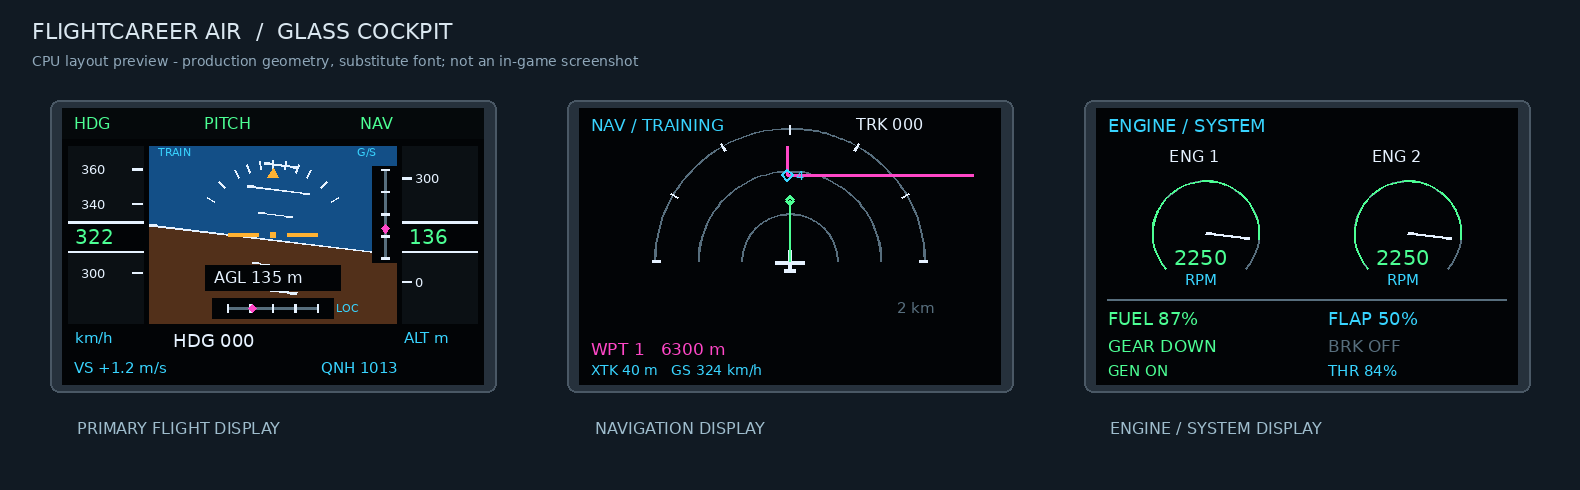 FLIGHTCAREER AIR / GLASS COCKPIT
CPU layout preview - production geometry, substitute font; not an in-game screenshot
HDG PITCH NAV
TRAIN G/S
360
340
322
300
300
136
0
AGL 135 m
LOC
km/h
HDG 000
ALT m
VS +1.2 m/s
QNH 1013
PRIMARY FLIGHT DISPLAY
NAV / TRAINING
TRK 000
4
2 km
WPT 1 6300 m
XTK 40 m GS 324 km/h
NAVIGATION DISPLAY
ENGINE / SYSTEM
ENG 1 ENG 2
2250 2250
RPM RPM
FUEL 87% FLAP 50%
GEAR DOWN BRK OFF
GEN ON THR 84%
ENGINE / SYSTEM DISPLAY